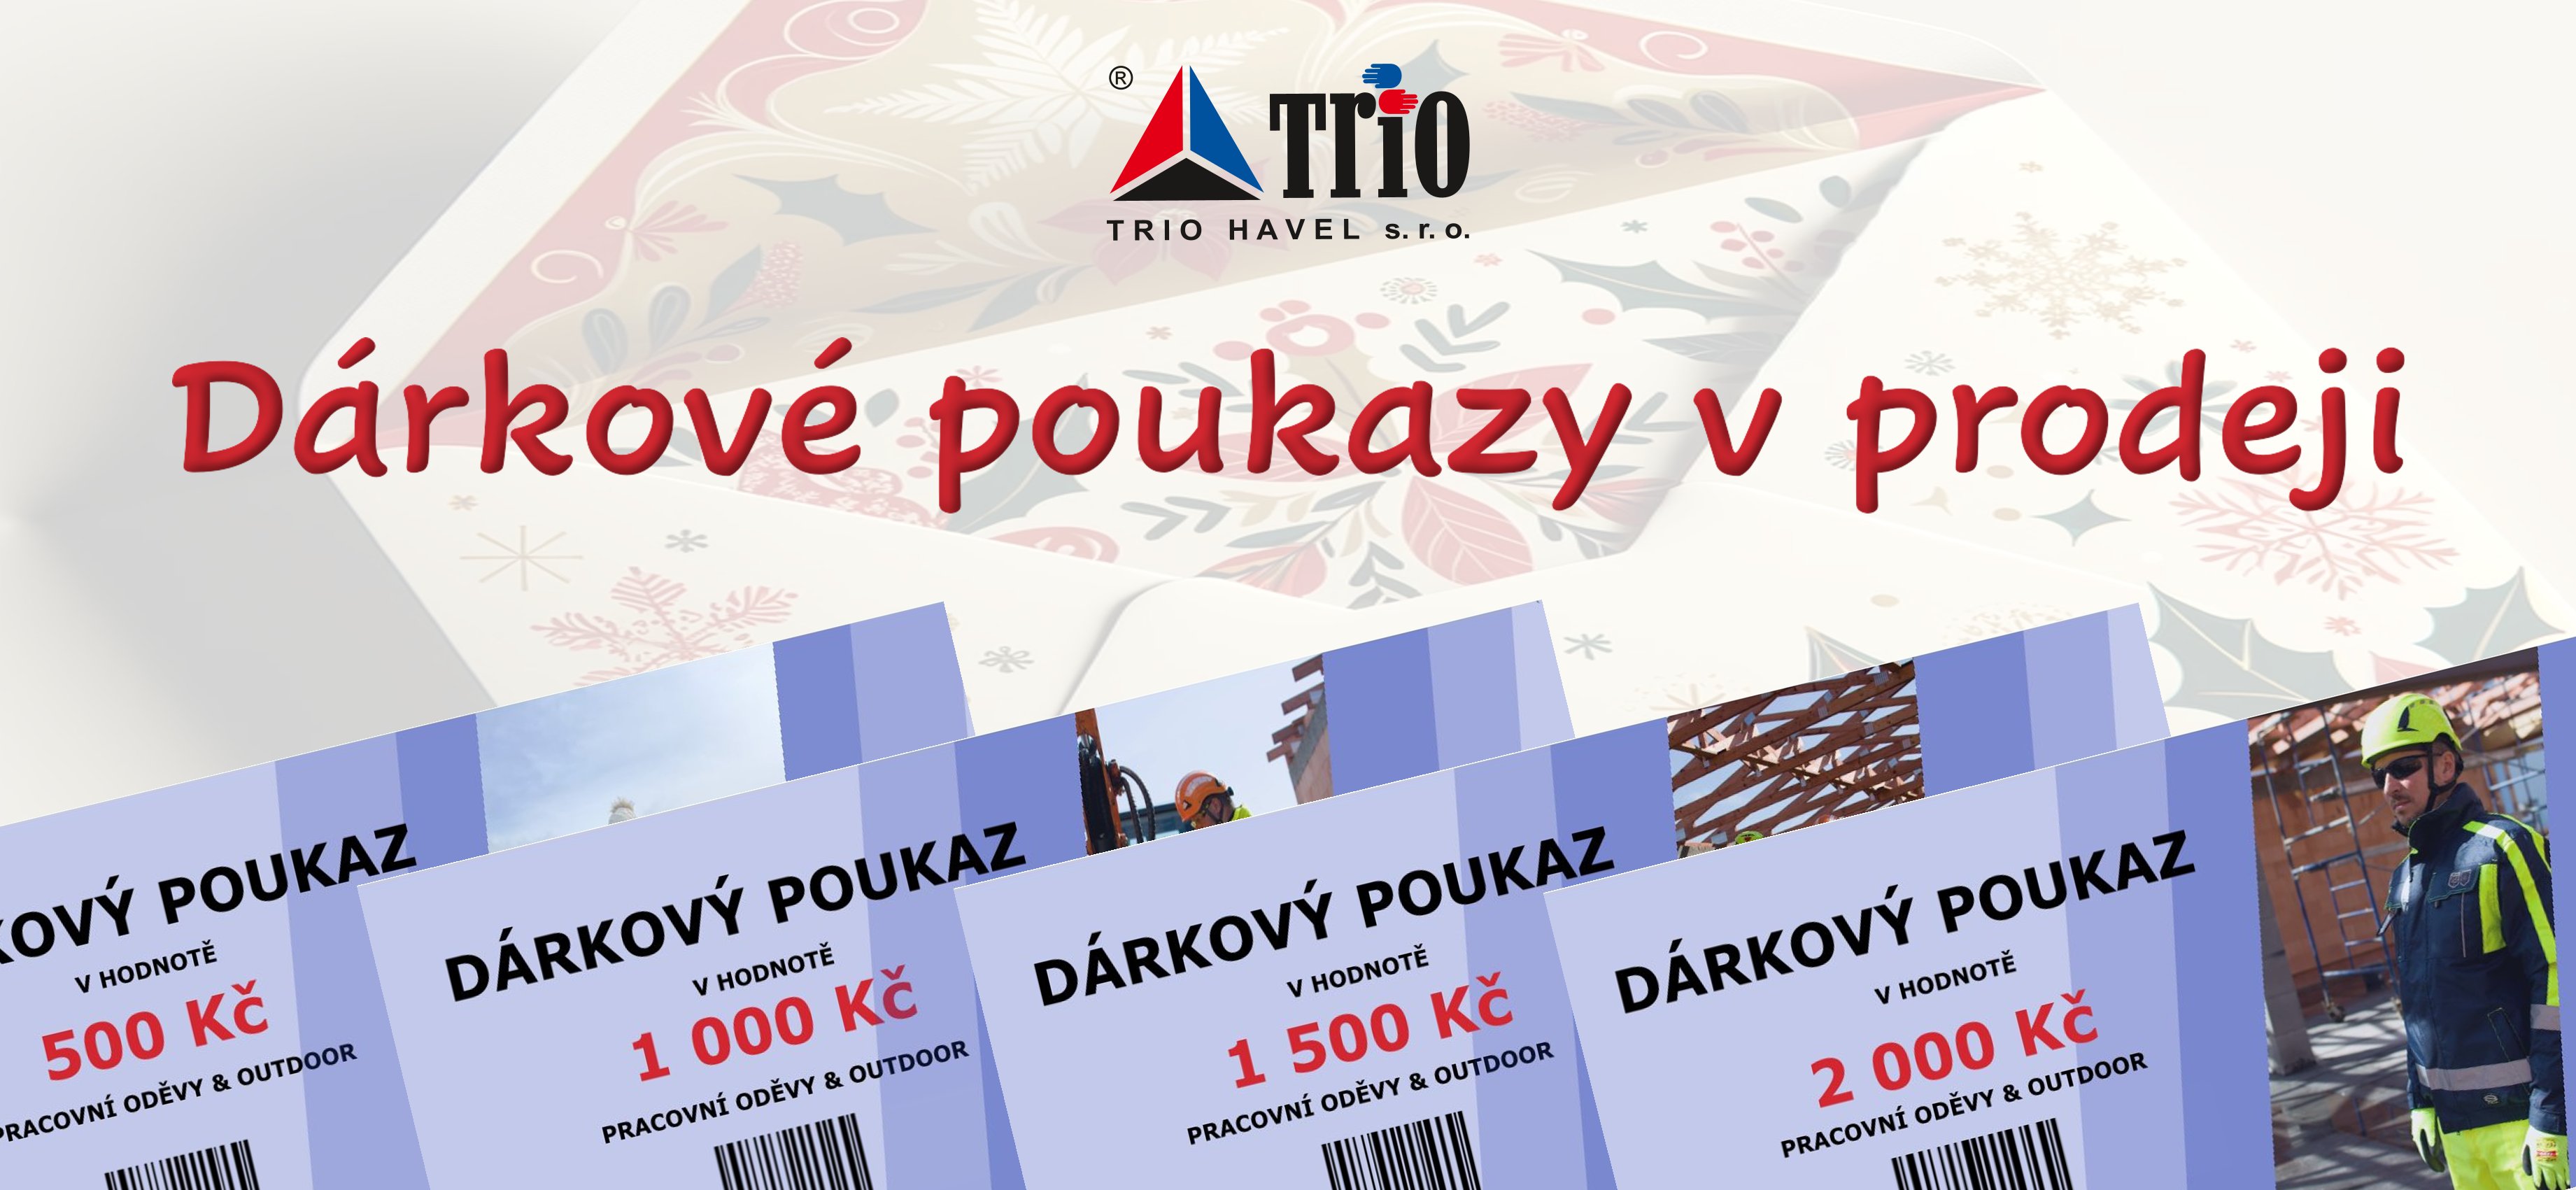 ®
Trio
TRIO HAVEL s.r.o.
Dárkové poukazy v prodeji
KOVÝ POUKAZ
V HODNOTĚ
500 Kč
PRACOVNÍ ODĚVY & OUTDOOR
DÁRKOVÝ POUKAZ
V HODNOTĚ
1 000 Kč
PRACOVNÍ ODĚVY & OUTDOOR
DÁRKOVÝ POUKAZ
V HODNOTĚ
1 500 Kč
PRACOVNÍ ODĚVY & OUTDOOR
DÁRKOVÝ POUKAZ
V HODNOTĚ
2 000 Kč
PRACOVNÍ ODĚVY & OUTDOOR